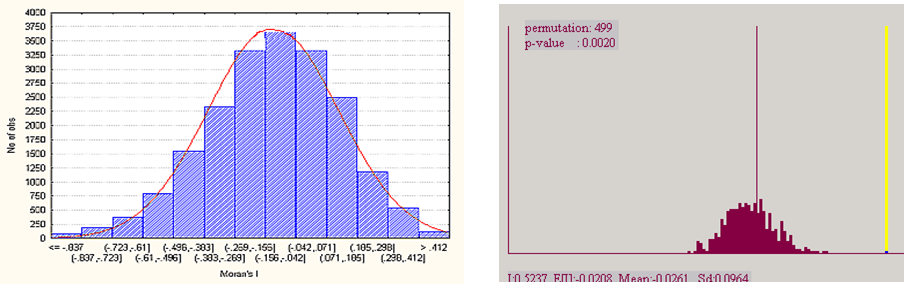 4000
3750
3500
3250
3000
2750
2500
2250
2000
1750
1500
1250
1000
750
500
250
0
No of obs
<= -.837 (-.723,-.61] (-.496,-.383] (-.269,-.155] (-.042,.071] (.185,.298] > .412
(-.837,-.723] (-.61,-.496] (-.383,-.269] (-.156,-.042] (.071,.185] (.298,.412]
Moran's I
permutation: 499
p-value : 0.0020
I:0.5237 E[I]:-0.0208 Mean:-0.0261 Sd:0.0964